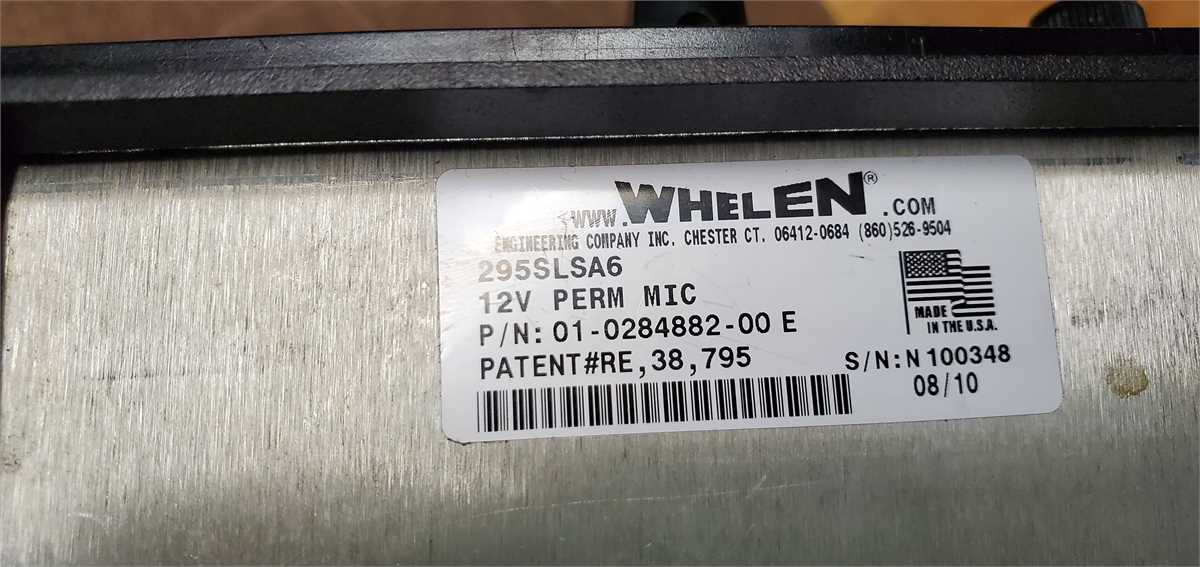 www.WHELEN®.COM
ENGINEERING COMPANY INC. CHESTER CT. 06412-0684 (860)526-9504
295SLSA6
12V PERM MIC
P/N: 01-0284882-00 E
PATENT#RE,38,795
MADE
IN THE U.S.A.
S/N:N100348
08/10